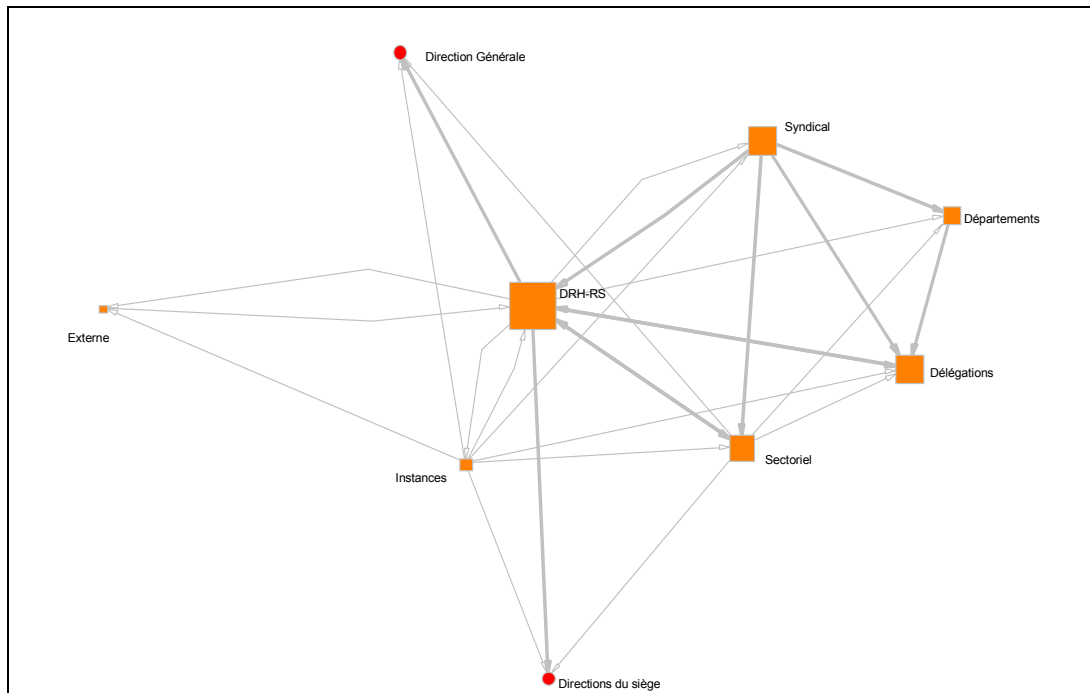 Direction Générale
Syndical
Départements
DRH-RS
Externe
Délégations
Sectoriel
Instances
Directions du siège